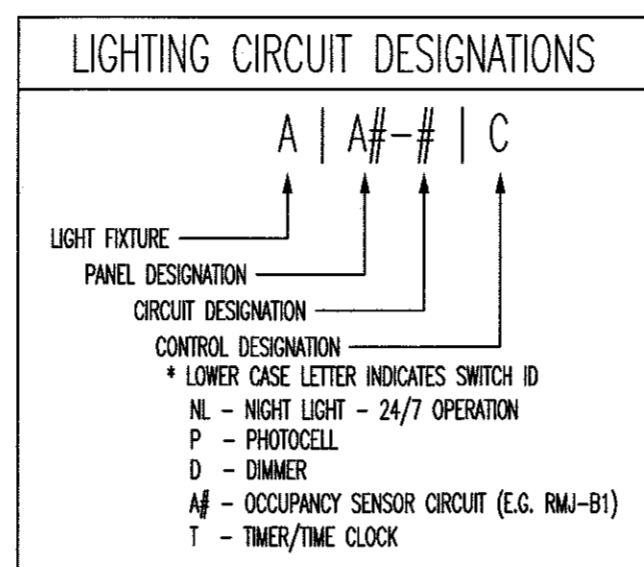 LIGHTING CIRCUIT DESIGNATIONS
A | A#-# | C
LIGHT FIXTURE
PANEL DESIGNATION
CIRCUIT DESIGNATION
CONTROL DESIGNATION
* LOWER CASE LETTER INDICATES SWITCH ID
NL - NIGHT LIGHT - 24/7 OPERATION
P - PHOTOCELL
D - DIMMER
A# - OCCUPANCY SENSOR CIRCUIT (E.G. RMJ-B1)
T - TIMER/TIME CLOCK